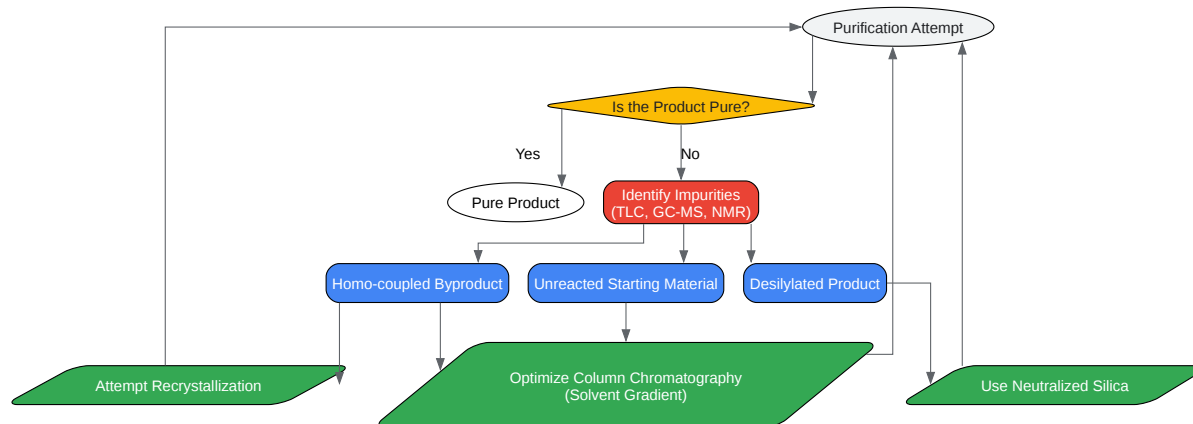 Purification Attempt
Is the Product Pure?
Yes
No
Pure Product
Identify Impurities
(TLC, GC-MS, NMR)
Homo-coupled Byproduct
Unreacted Starting Material
Desilylated Product
Attempt Recrystallization
Optimize Column Chromatography
(Solvent Gradient)
Use Neutralized Silica